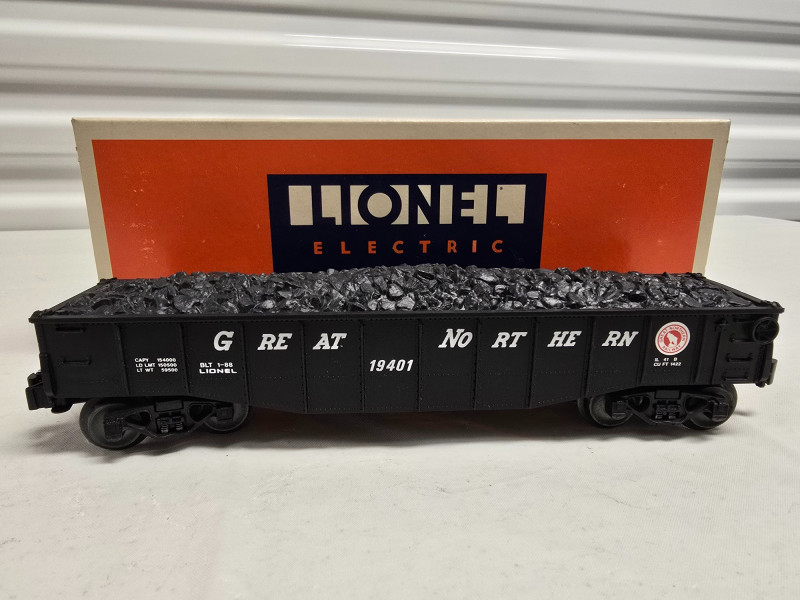 LIONEL
ELECTRIC
GREAT NORTHERN
19401
CAPY 154000
LD LMT 150500
LT WT 59500
BLT 1-88
LIONEL
IL 41 9
CU FT 1422